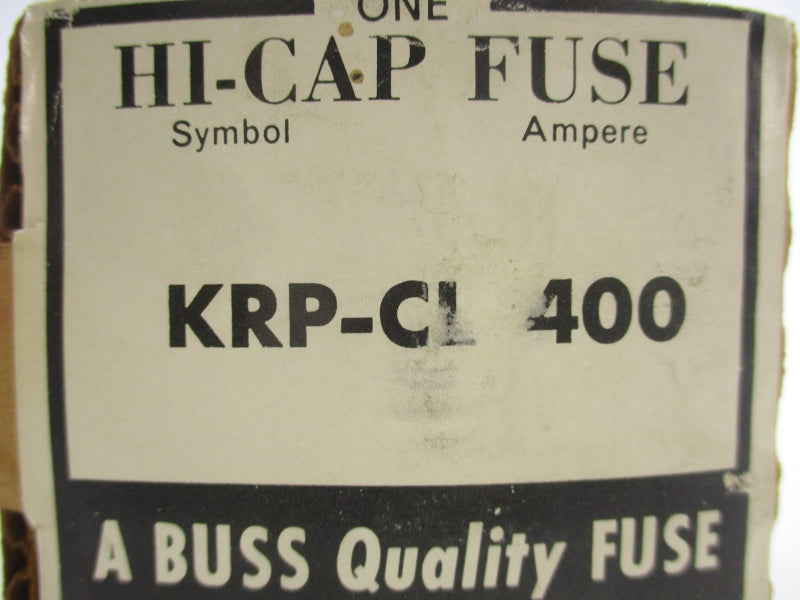 ONE
HI-CAP FUSE
Symbol Ampere
KRP-CL 400
A BUSS Quality FUSE